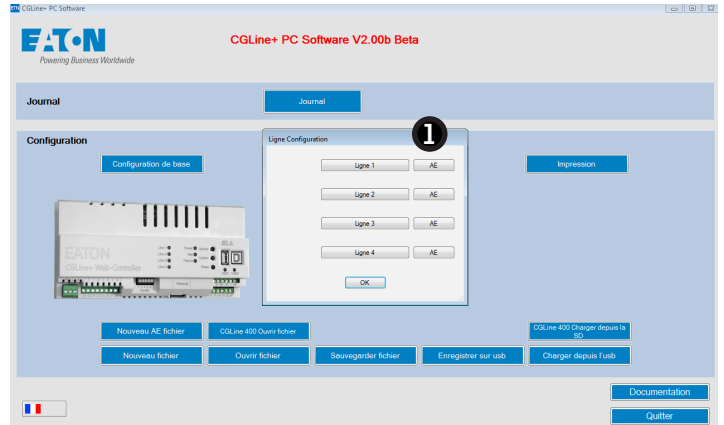 CGLine+ PC Software
EATON
Powering Business Worldwide
CGLine+ PC Software V2.00b Beta
Journal
Journal
Configuration
Configuration de base
Ligne Configuration
1
Ligne 1
AE
Ligne 2
AE
Ligne 3
AE
Ligne 4
AE
OK
Impression
EATON
CGLine+ Web-Controller
Nouveau AE fichier
CGLine 400 Ouvrir fichier
CGLine 400 Charger depuis la
SD
Nouveau fichier
Ouvrir fichier
Sauvegarder fichier
Enregistrer sur usb
Charger depuis l'usb
Documentation
Quitter